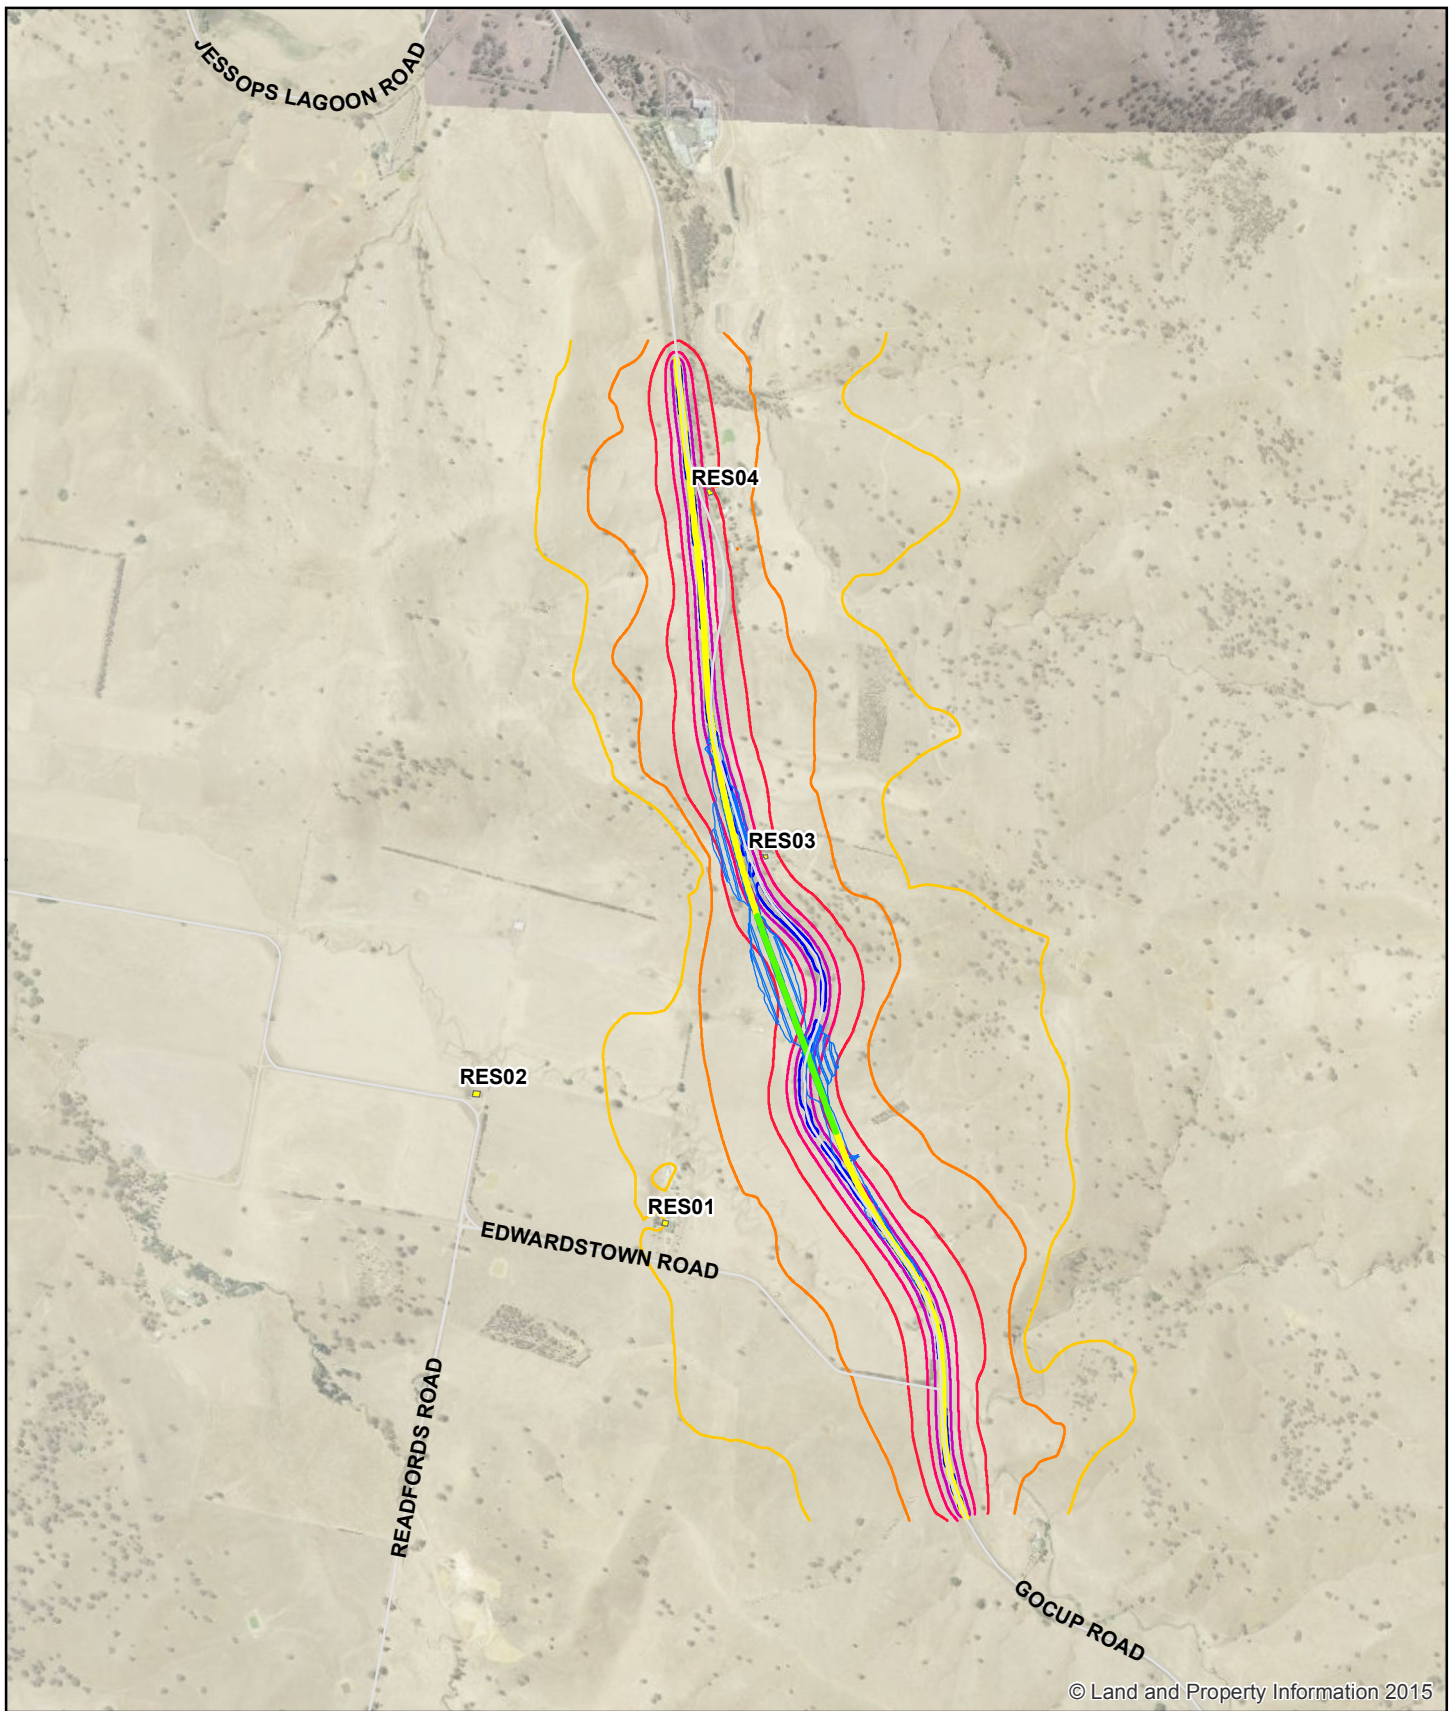 JESSOPS LAGOON ROAD
RES04
RES03
RES02
RES01
EDWARDSTOWN ROAD
READFORDS ROAD
GOCUP ROAD
© Land and Property Information 2015